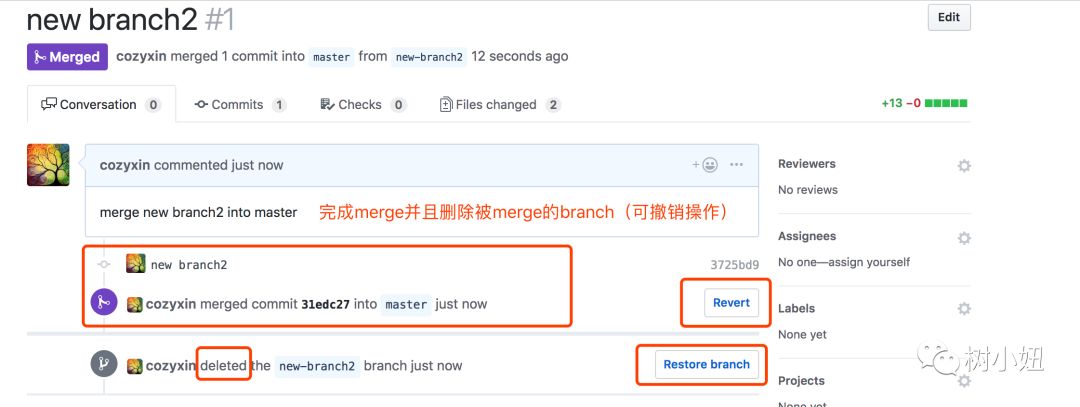 new branch2 #1
Edit
Merged cozyxin merged 1 commit into master from new-branch2 12 seconds ago
Conversation 0 Commits 1 Checks 0 Files changed 2 +13 −0
cozyxin commented just now
merge new branch2 into master 完成merge并且删除被merge的branch（可撤销操作）
new branch2 3725bd9
cozyxin merged commit 31edc27 into master just now Revert
cozyxin deleted the new-branch2 branch just now Restore branch
Reviewers
No reviews
Assignees
No one—assign yourself
Labels
None yet
Projects
None yet
树小妞